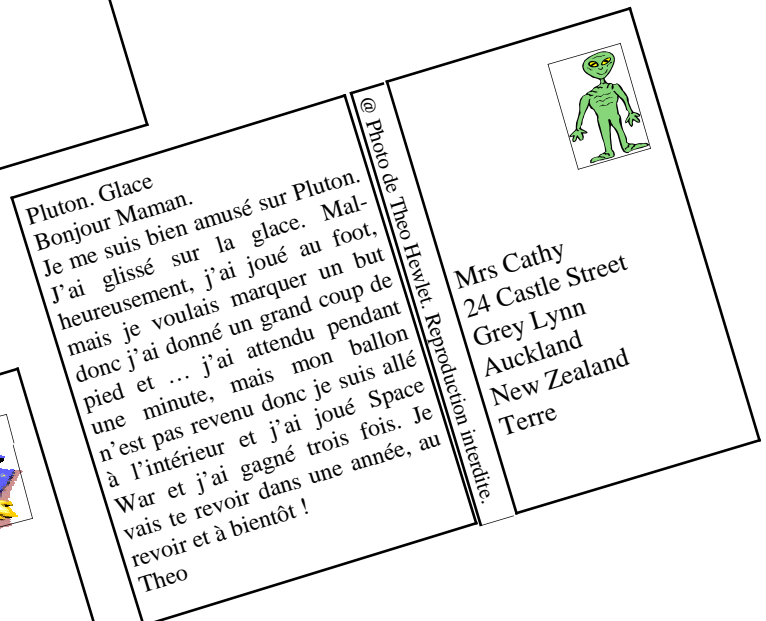 Pluton. Glace
Bonjour Maman.
Je me suis bien amusé sur Pluton.
J'ai glissé sur la glace. Mal-
heureusement, j'ai joué au foot,
mais je voulais marquer un but
donc j'ai donné un grand coup de
pied et … j'ai attendu pendant
une minute, mais mon ballon
n'est pas revenu donc je suis allé
à l'intérieur et j'ai joué Space
War et j'ai gagné trois fois. Je
vais te revoir dans une année, au
revoir et à bientôt !
Theo
@ Photo de Theo Hewlet. Reproduction interdite.
Mrs Cathy
24 Castle Street
Grey Lynn
Auckland
New Zealand
Terre